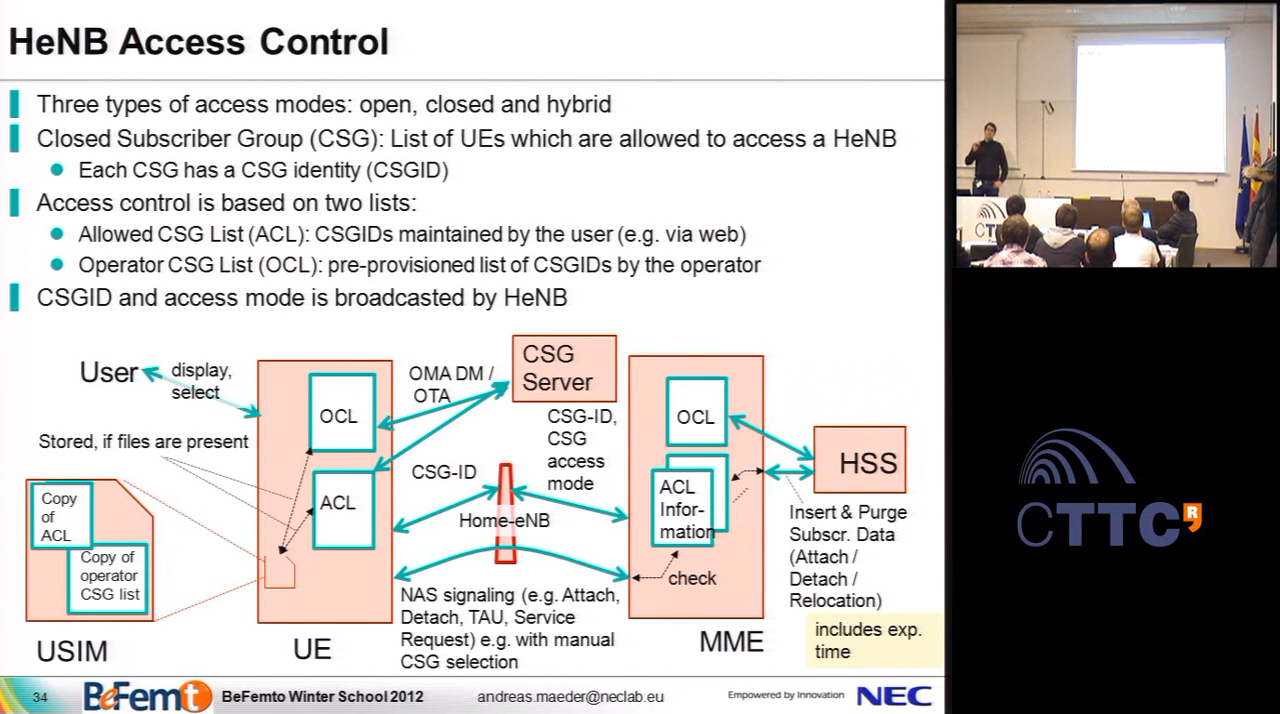 HeNB Access Control
Three types of access modes: open, closed and hybrid
Closed Subscriber Group (CSG): List of UEs which are allowed to access a HeNB
Each CSG has a CSG identity (CSGID)
Access control is based on two lists:
Allowed CSG List (ACL): CSGIDs maintained by the user (e.g. via web)
Operator CSG List (OCL): pre-provisioned list of CSGIDs by the operator
CSGID and access mode is broadcasted by HeNB
User
display,
select
Stored, if files are present
Copy
of
ACL
Copy of
operator
CSG list
USIM
OCL
ACL
UE
OMA DM /
OTA
CSG
Server
CSG-ID
CSG-ID,
CSG
access
mode
Home-eNB
NAS signaling (e.g. Attach,
Detach, TAU, Service
Request) e.g. with manual
CSG selection
OCL
ACL
Infor-
mation
check
MME
HSS
Insert & Purge
Subscr. Data
(Attach /
Detach /
Relocation)
includes exp.
time
34
BeFemto
BeFemto Winter School 2012
andreas.maeder@neclab.eu
Empowered by Innovation
NEC
CTTC
R